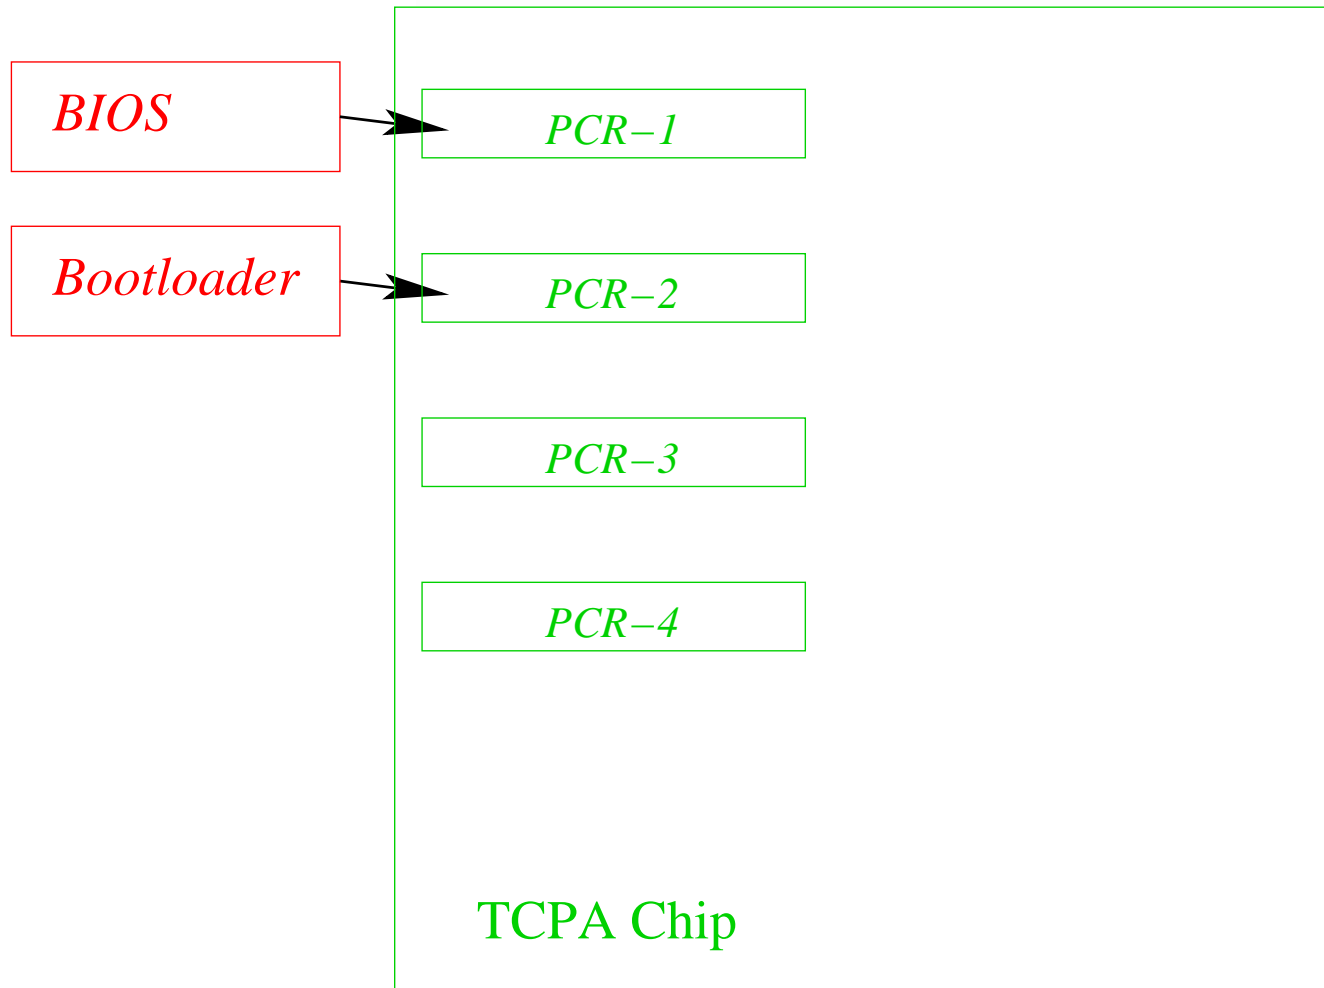 BIOS
PCR–1
Bootloader
PCR–2
PCR–3
PCR–4
TCPA Chip